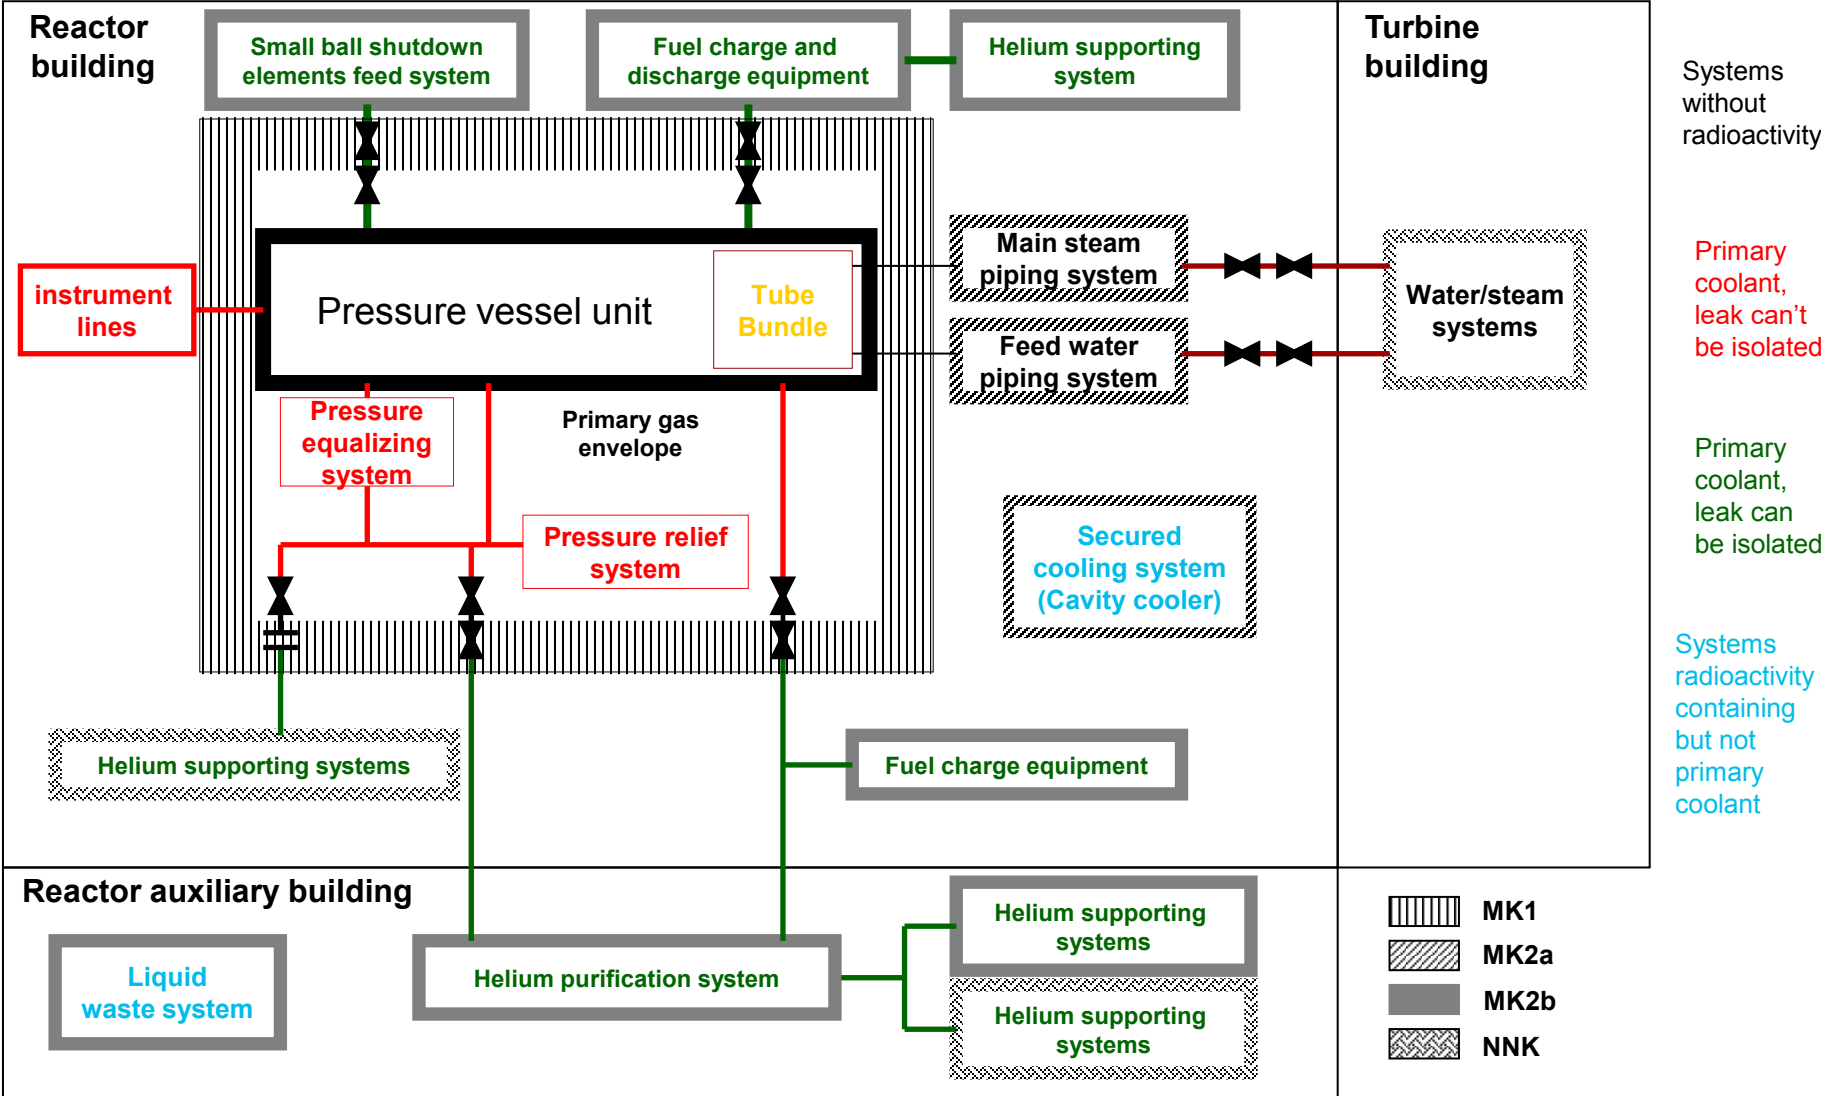 Reactor
building
Small ball shutdown
elements feed system
Fuel charge and
discharge equipment
Helium supporting
system
Turbine
building
Systems
without
radioactivity
instrument
lines
Pressure vessel unit
Tube
Bundle
Main steam
piping system
Feed water
piping system
Water/steam
systems
Primary
coolant,
leak can't
be isolated
Pressure
equalizing
system
Primary gas
envelope
Pressure relief
system
Secured
cooling system
(Cavity cooler)
Primary
coolant,
leak can
be isolated
Helium supporting systems
Fuel charge equipment
Systems
radioactivity
containing
but not
primary
coolant
Reactor auxiliary building
Liquid
waste system
Helium purification system
Helium supporting
systems
Helium supporting
systems
MK1
MK2a
MK2b
NNK